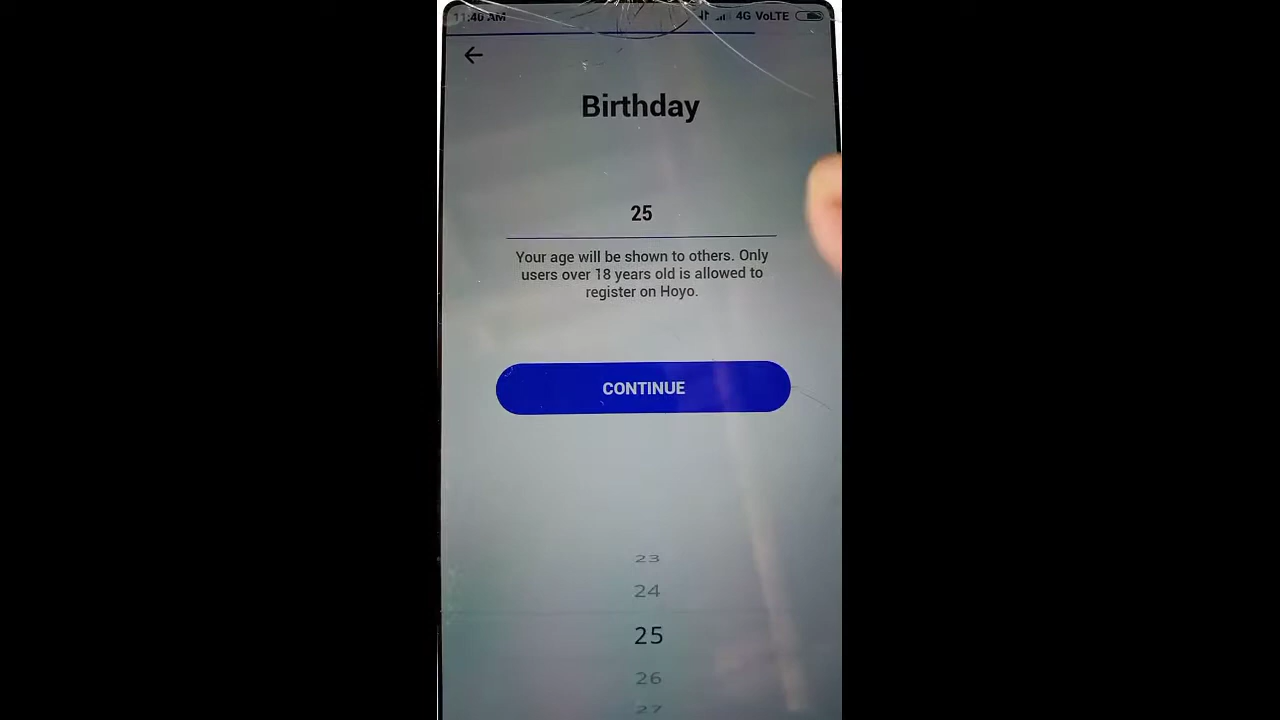 11:40 AM 4G VoLTE
Birthday
25
Your age will be shown to others. Only
users over 18 years old is allowed to
register on Hoyo.
CONTINUE
23
24
25
26
27